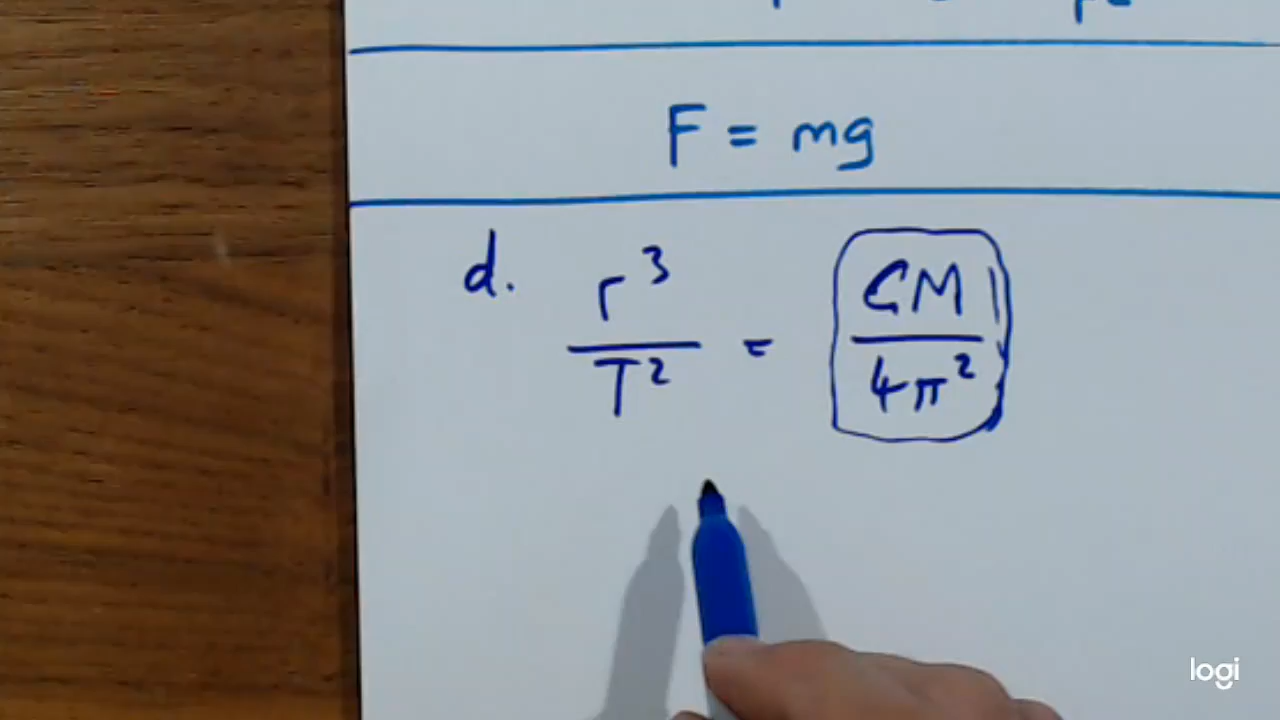 F = mg
d. r³/T² = GM/4π²
logi